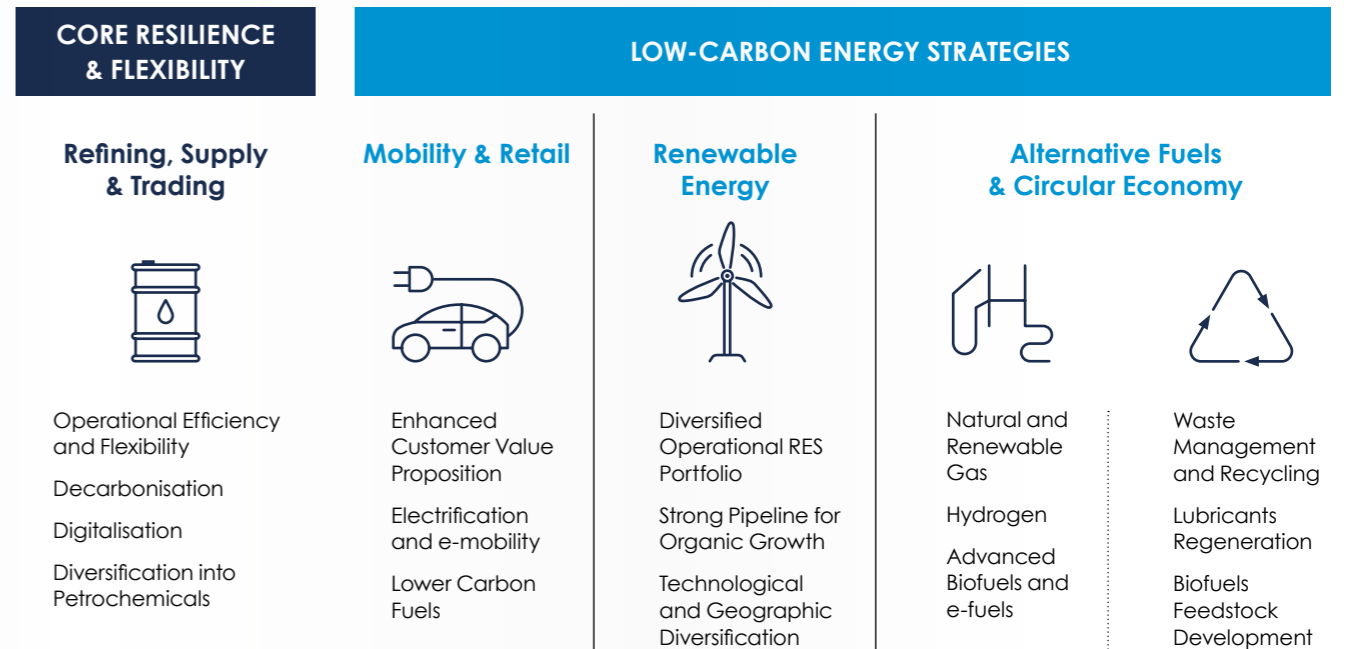 CORE RESILIENCE
& FLEXIBILITY
LOW-CARBON ENERGY STRATEGIES
Refining, Supply
& Trading
Operational Efficiency
and Flexibility
Decarbonisation
Digitalisation
Diversification into
Petrochemicals
Mobility & Retail
Enhanced
Customer Value
Proposition
Electrification
and e-mobility
Lower Carbon
Fuels
Renewable
Energy
Diversified
Operational RES
Portfolio
Strong Pipeline for
Organic Growth
Technological
and Geographic
Diversification
Alternative Fuels
& Circular Economy
Natural and
Renewable
Gas
Hydrogen
Advanced
Biofuels and
e-fuels
Waste
Management
and Recycling
Lubricants
Regeneration
Biofuels
Feedstock
Development